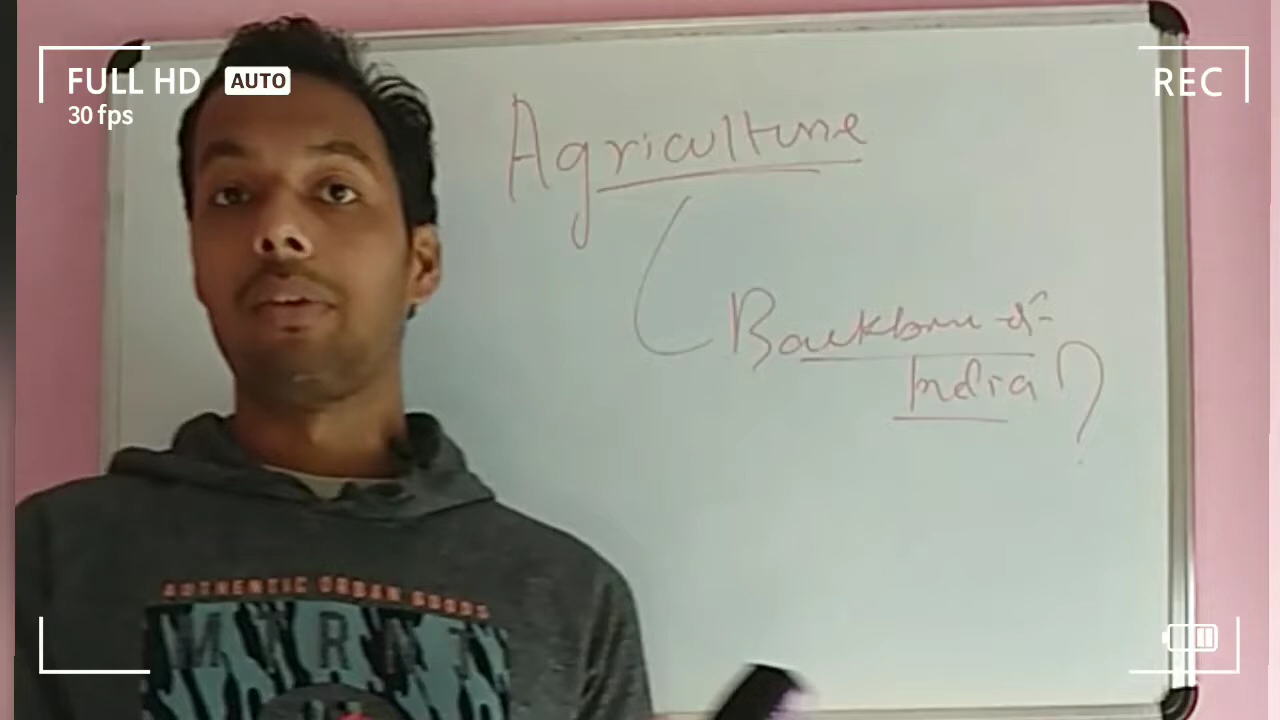 FULL HD AUTO
30 fps
REC
Agriculture
Backbone of
India ?
AUTHENTIC URBAN GOODS